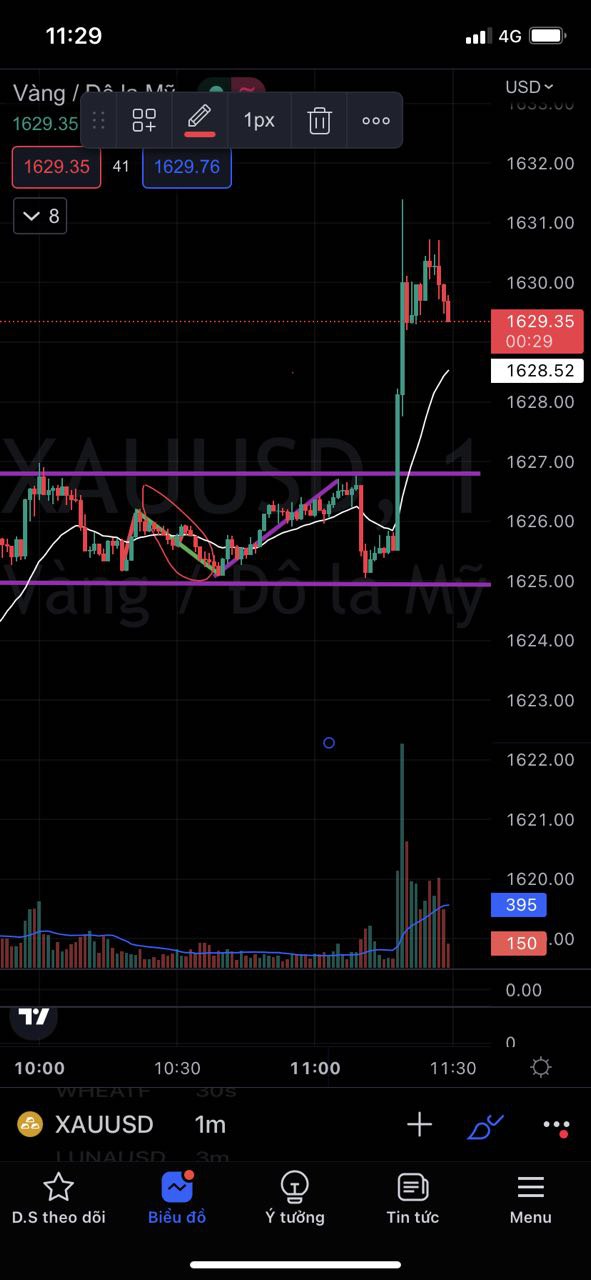 11:29
4G
Vàng / Đô la Mỹ
USD
1629.35
1px
1633.00
1629.35
41
1629.76
1632.00
8
1631.00
1630.00
1629.35
00:29
1628.52
1628.00
XAUUSD, 1
1627.00
1626.00
Vàng / Đô la Mỹ
1625.00
1624.00
1623.00
1622.00
1621.00
1620.00
395
150
.00
0.00
0
10:00
10:30
11:00
11:30
WHEATF
30s
XAUUSD
1m
LUNAUSD
3m
D.S theo dõi
Biểu đồ
Ý tưởng
Tin tức
Menu